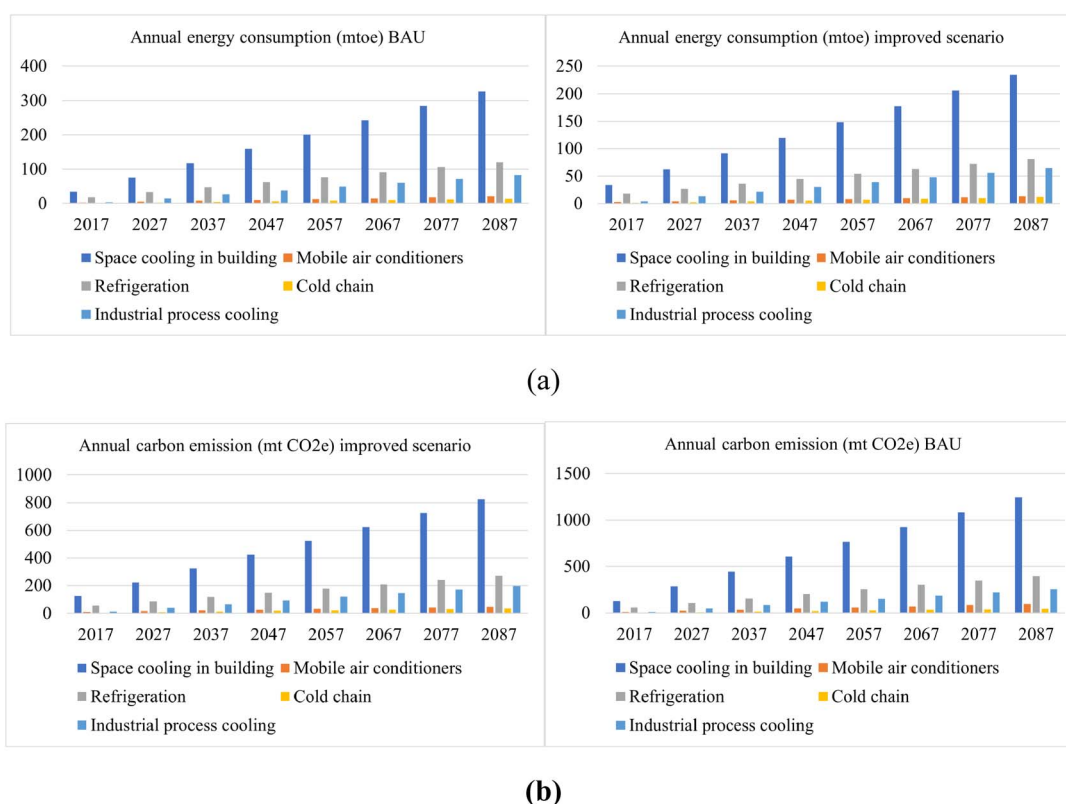 Annual energy consumption (mtoe) BAU
400
300
200
100
0
2017 2027 2037 2047 2057 2067 2077 2087
Space cooling in building Mobile air conditioners
Refrigeration Cold chain
Industrial process cooling
Annual energy consumption (mtoe) improved scenario
250
200
150
100
50
0
2017 2027 2037 2047 2057 2067 2077 2087
Space cooling in building Mobile air conditioners
Refrigeration Cold chain
Industrial process cooling
(a)
Annual carbon emission (mt CO2e) improved scenario
1000
800
600
400
200
0
2017 2027 2037 2047 2057 2067 2077 2087
Space cooling in building Mobile air conditioners
Refrigeration Cold chain
Industrial process cooling
Annual carbon emission (mt CO2e) BAU
1500
1000
500
0
2017 2027 2037 2047 2057 2067 2077 2087
Space cooling in building Mobile air conditioners
Refrigeration Cold chain
Industrial process cooling
(b)